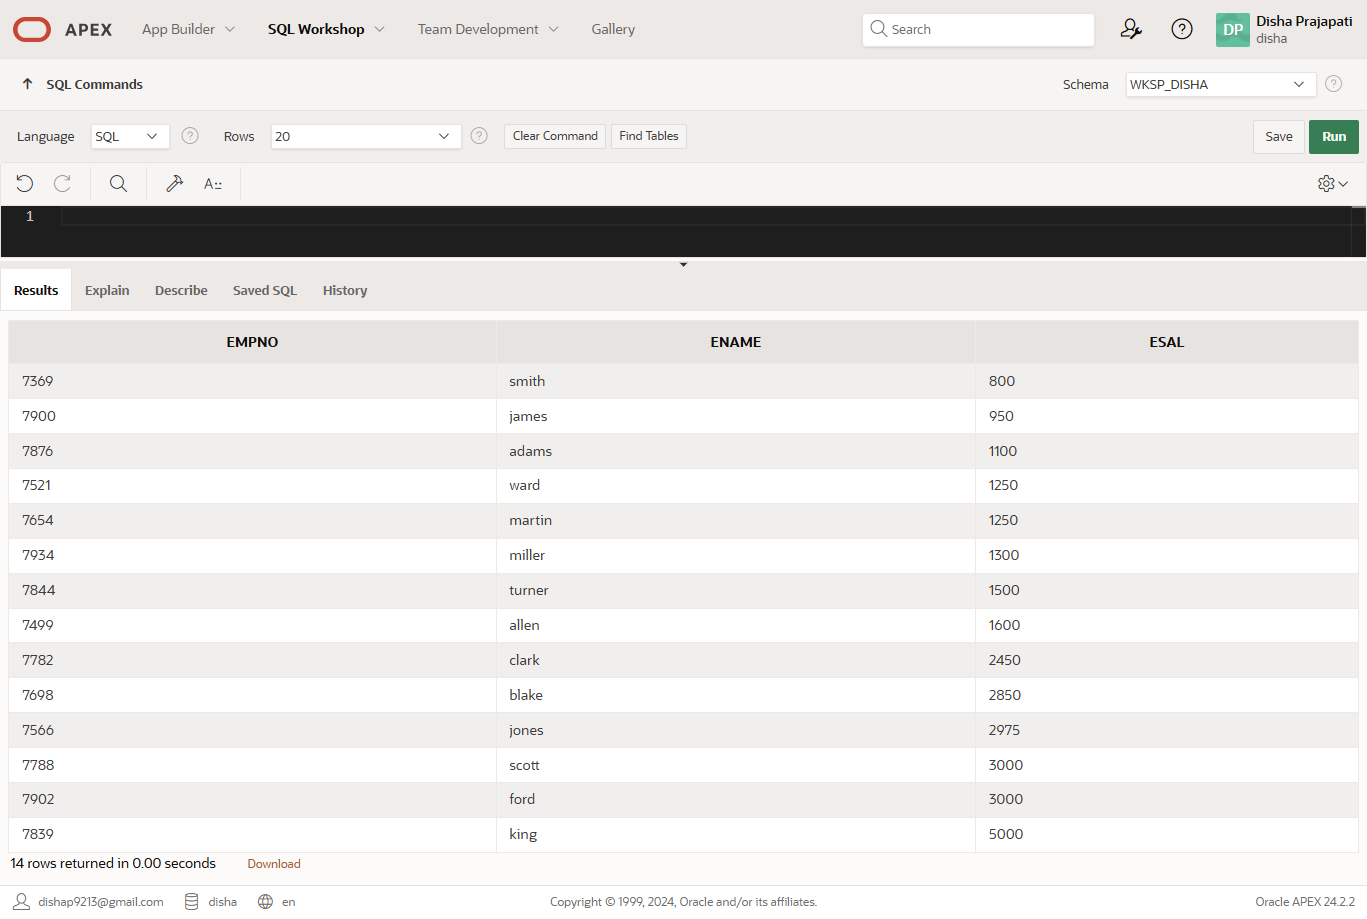 APEX App Builder SQL Workshop Team Development Gallery Search DP Disha Prajapati
disha
SQL Commands Schema WKSP_DISHA ?
Language SQL ? Rows 20 ? Clear Command Find Tables Save Run
A::
1
Results Explain Describe Saved SQL History
EMPNO ENAME ESAL
7369 smith 800
7900 james 950
7876 adams 1100
7521 ward 1250
7654 martin 1250
7934 miller 1300
7844 turner 1500
7499 allen 1600
7782 clark 2450
7698 blake 2850
7566 jones 2975
7788 scott 3000
7902 ford 3000
7839 king 5000
14 rows returned in 0.00 seconds Download
dishap9213@gmail.com disha en Copyright © 1999, 2024, Oracle and/or its affiliates. Oracle APEX 24.2.2